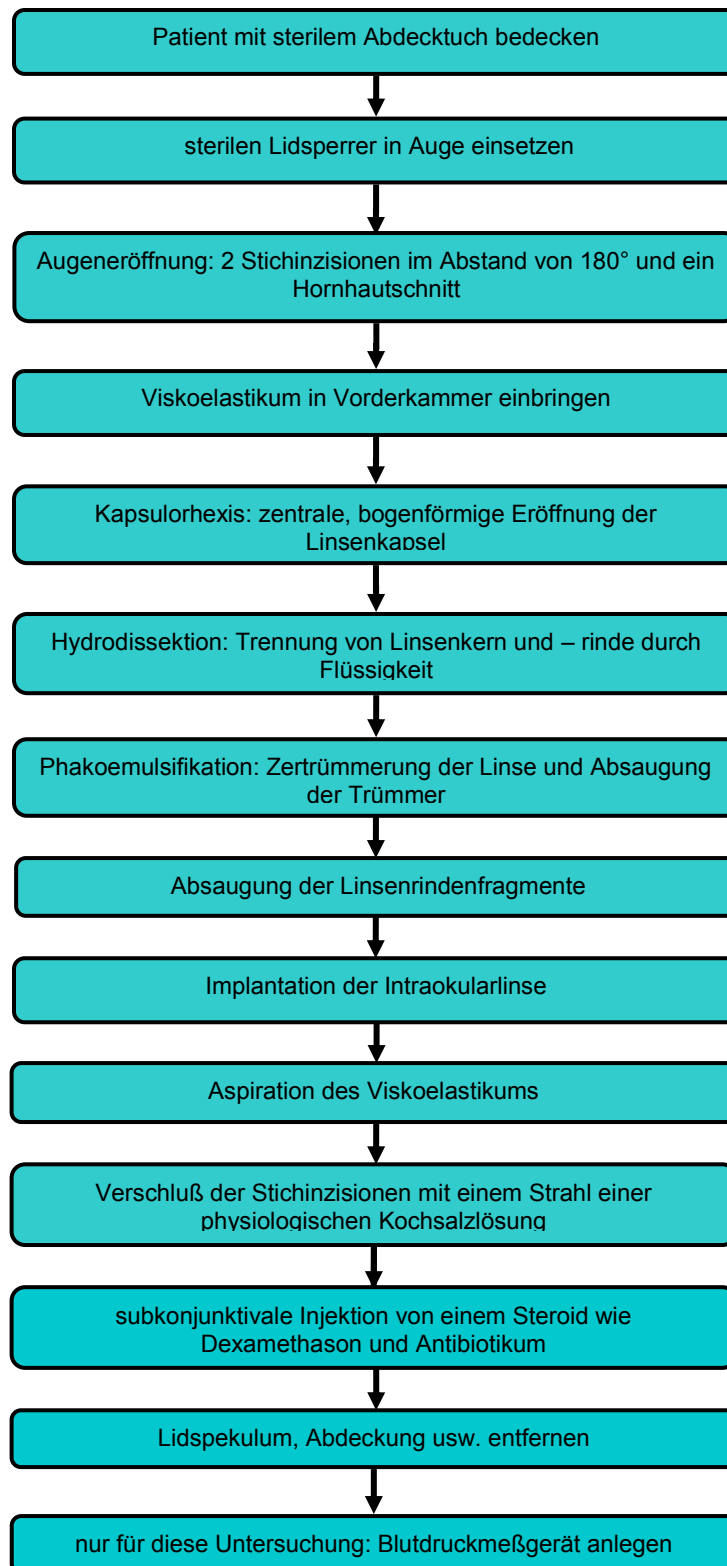 Patient mit sterilem Abdecktuch bedecken
sterilen Lidsperrer in Auge einsetzen
Augeneröffnung: 2 Stichinzisionen im Abstand von 180° und ein
Hornhautschnitt
Viskoelastikum in Vorderkammer einbringen
Kapsulorhexis: zentrale, bogenförmige Eröffnung der
Linsenkapsel
Hydrodissektion: Trennung von Linsenkern und – rinde durch
Flüssigkeit
Phakoemulsifikation: Zertrümmerung der Linse und Absaugung
der Trümmer
Absaugung der Linsenrindenfragmente
Implantation der Intraokularlinse
Aspiration des Viskoelastikums
Verschluß der Stichinzisionen mit einem Strahl einer
physiologischen Kochsalzlösung
subkonjunktivale Injektion von einem Steroid wie
Dexamethason und Antibiotikum
Lidspekulum, Abdeckung usw. entfernen
nur für diese Untersuchung: Blutdruckmeßgerät anlegen